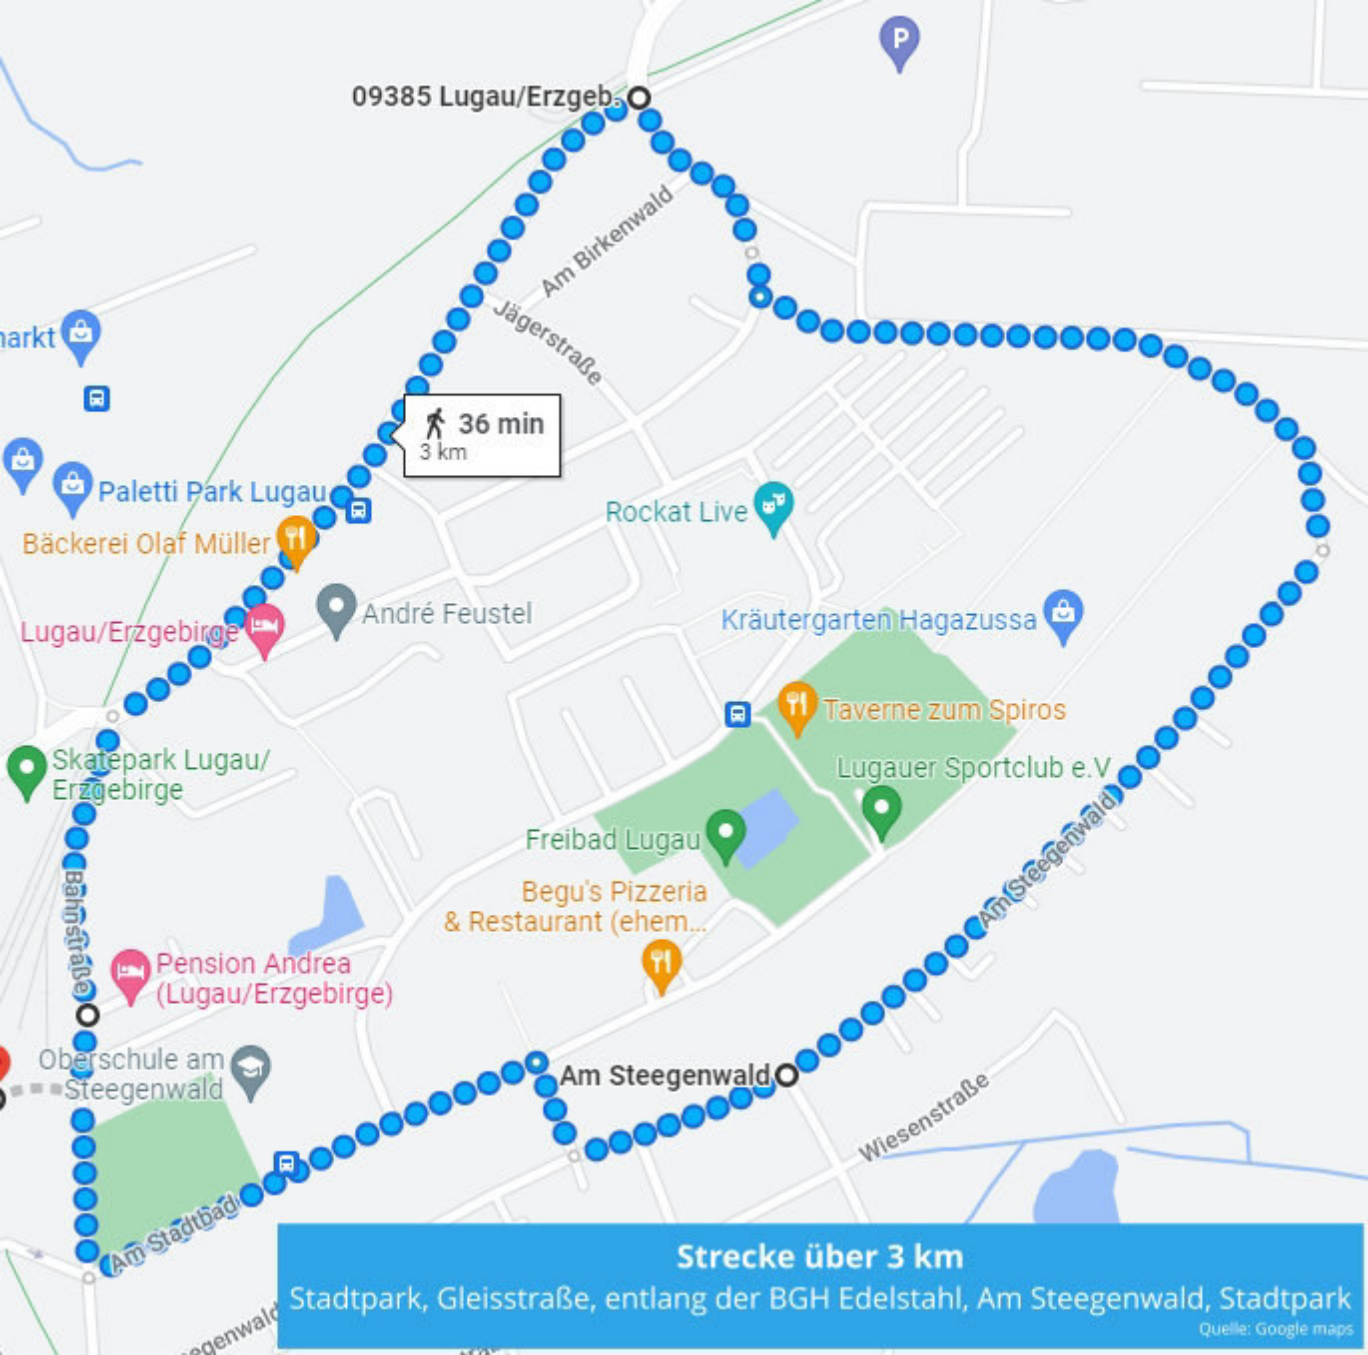 P
09385 Lugau/Erzgeb.
Am Birkenwald
Jägerstraße
36 min
3 km
Paletti Park Lugau
Rockat Live
Bäckerei Olaf Müller
André Feustel
Kräutergarten Hagazussa
Lugau/Erzgebirge
Taverne zum Spiros
Skatepark Lugau/
Erzgebirge
Lugauer Sportclub e.V
Freibad Lugau
Am Steegenwald
Begu's Pizzeria
& Restaurant (ehem...
Bahnstraße
Pension Andrea
(Lugau/Erzgebirge)
Oberschule am
Steegenwald
Am Steegenwald
Wiesenstraße
Am Stadtbad
Strecke über 3 km
Stadtpark, Gleisstraße, entlang der BGH Edelstahl, Am Steegenwald, Stadtpark
Quelle: Google maps